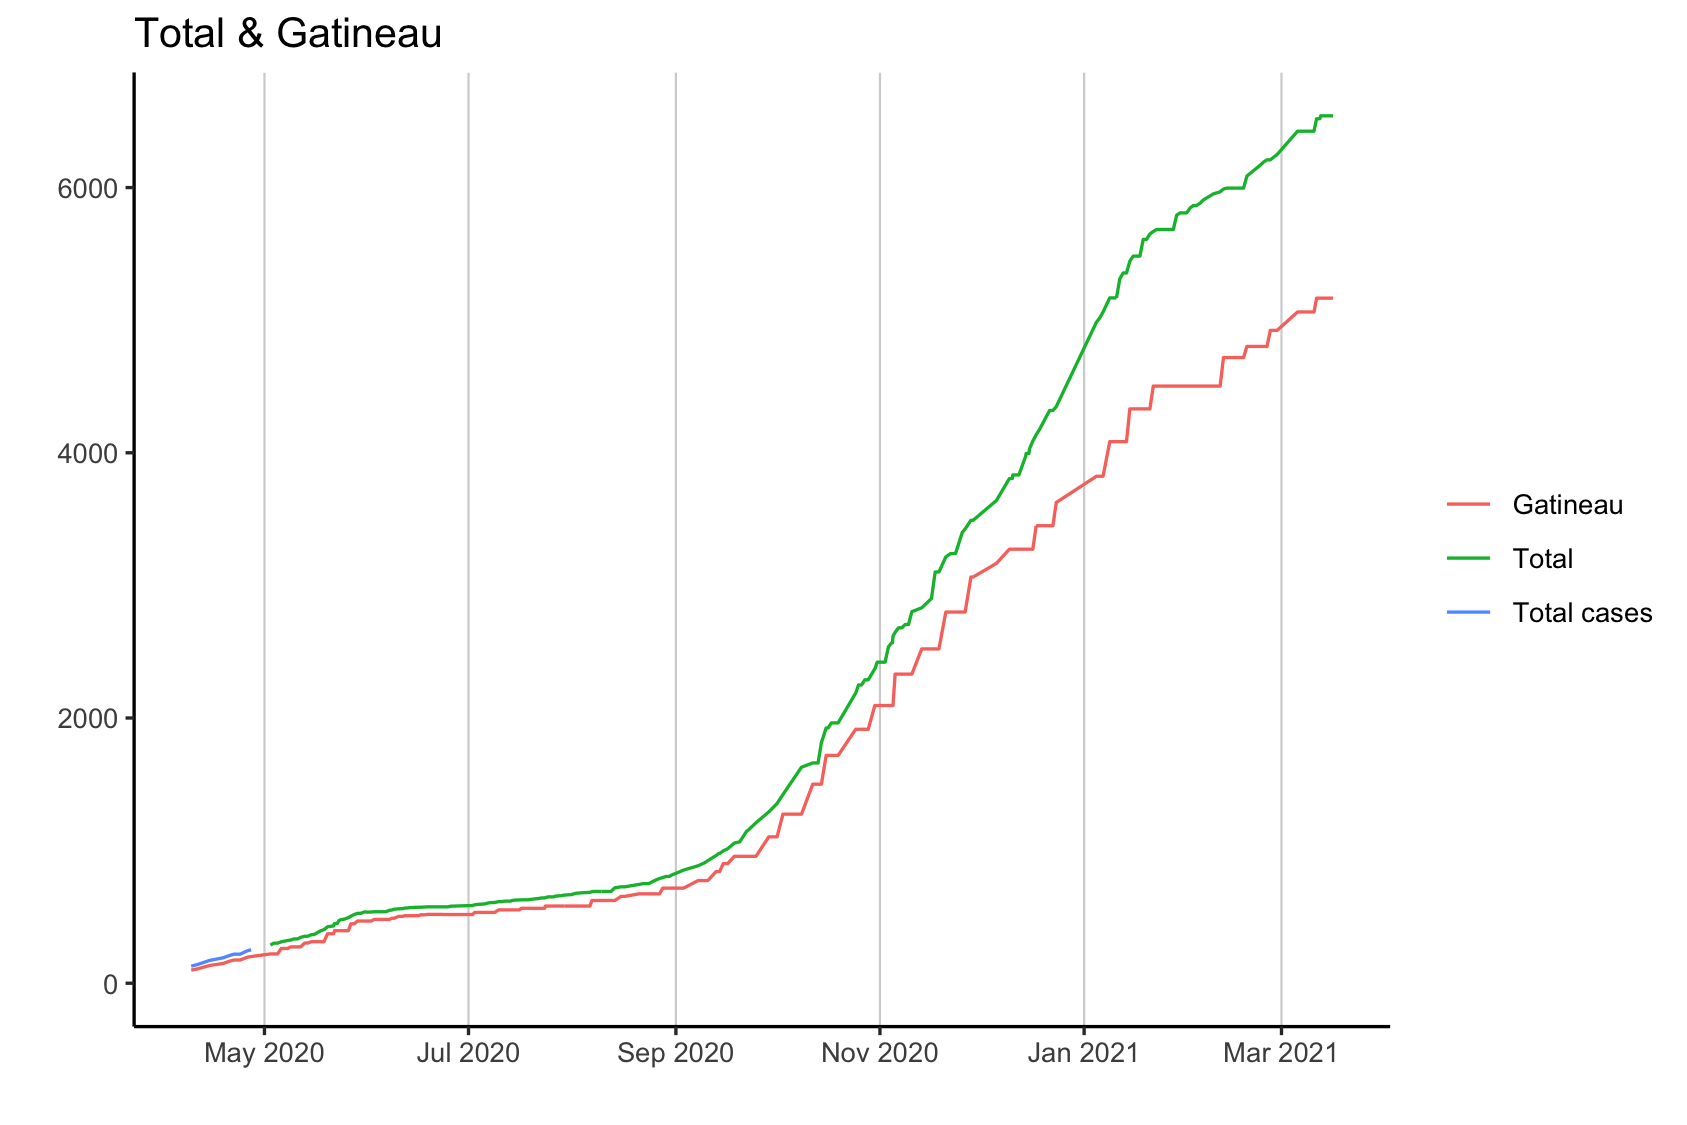 Total & Gatineau
6000
4000
2000
0
May 2020
Jul 2020
Sep 2020
Nov 2020
Jan 2021
Mar 2021
Gatineau
Total
Total cases